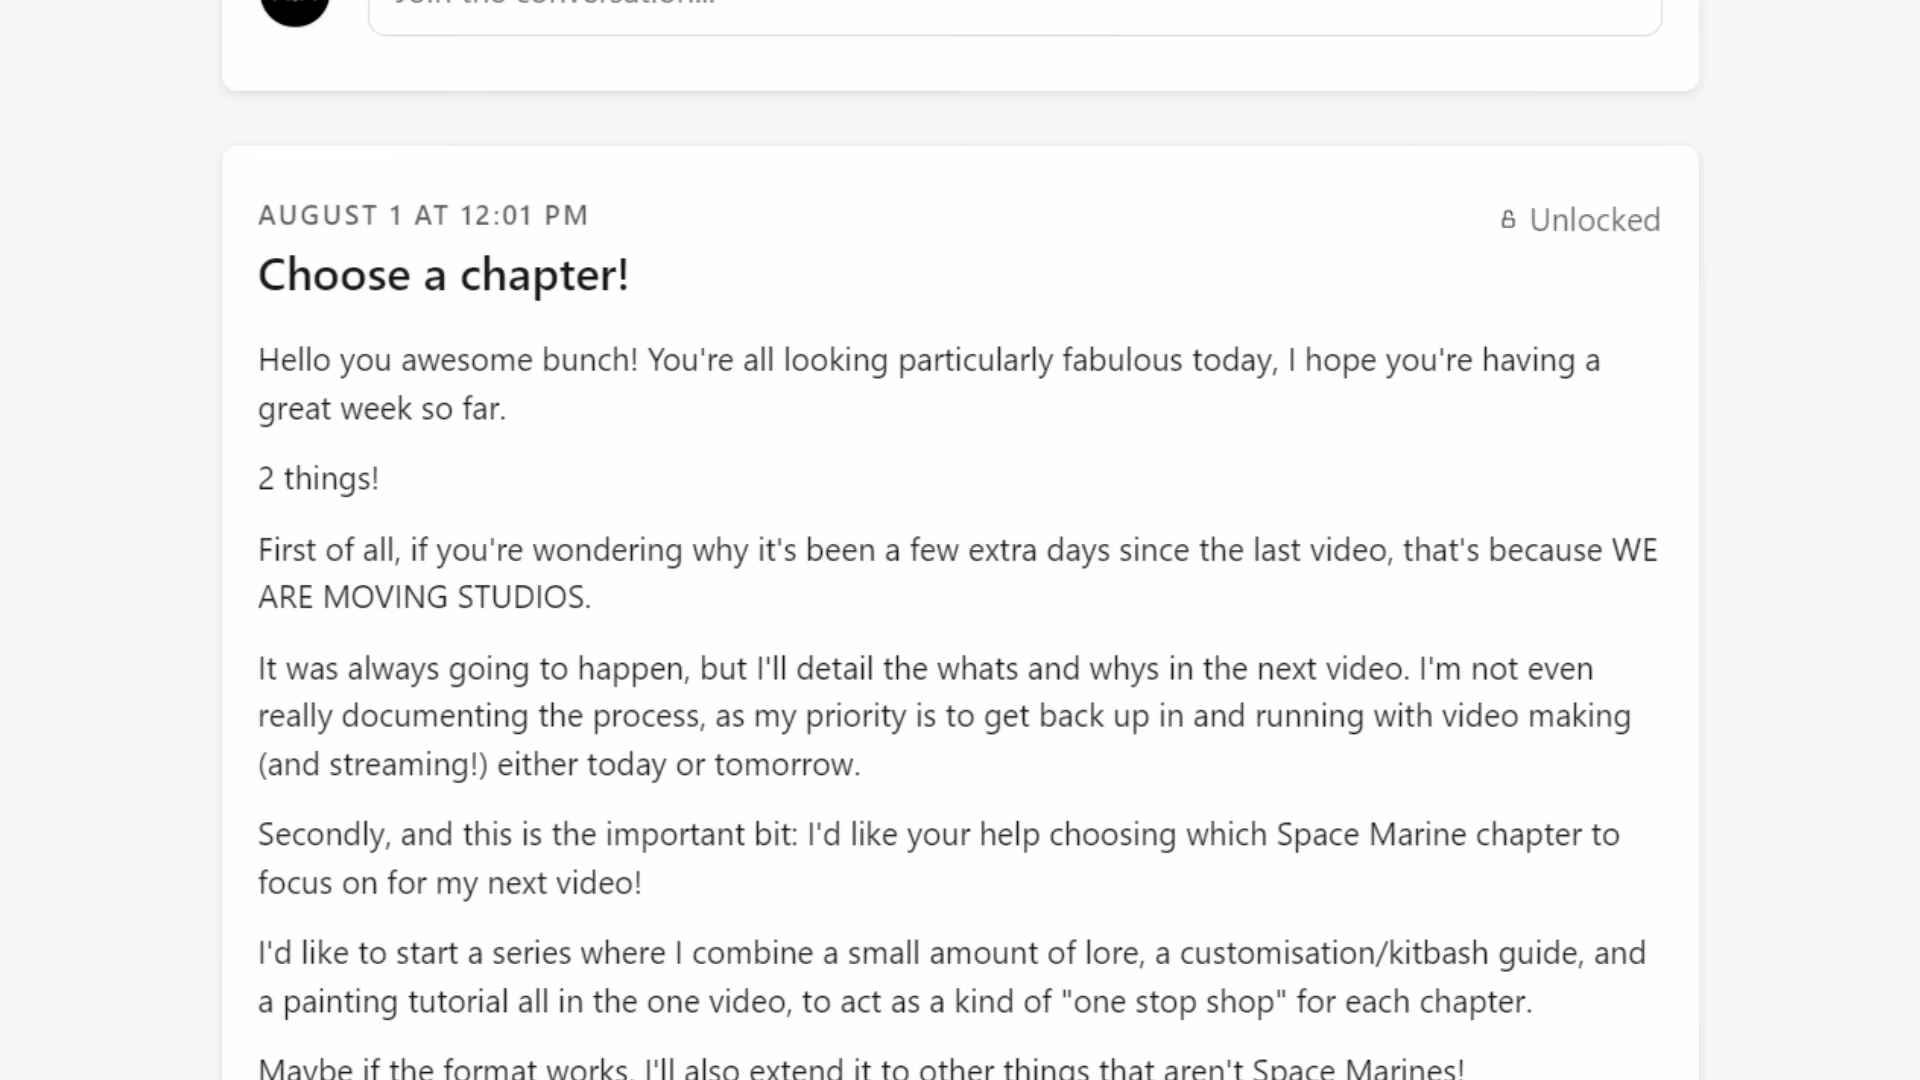 Join the conversation...
AUGUST 1 AT 12:01 PM
Unlocked
Choose a chapter!
Hello you awesome bunch! You're all looking particularly fabulous today, I hope you're having a
great week so far.
2 things!
First of all, if you're wondering why it's been a few extra days since the last video, that's because WE
ARE MOVING STUDIOS.
It was always going to happen, but I'll detail the whats and whys in the next video. I'm not even
really documenting the process, as my priority is to get back up in and running with video making
(and streaming!) either today or tomorrow.
Secondly, and this is the important bit: I'd like your help choosing which Space Marine chapter to
focus on for my next video!
I'd like to start a series where I combine a small amount of lore, a customisation/kitbash guide, and
a painting tutorial all in the one video, to act as a kind of "one stop shop" for each chapter.
Maybe if the format works, I'll also extend it to other things that aren't Space Marines!